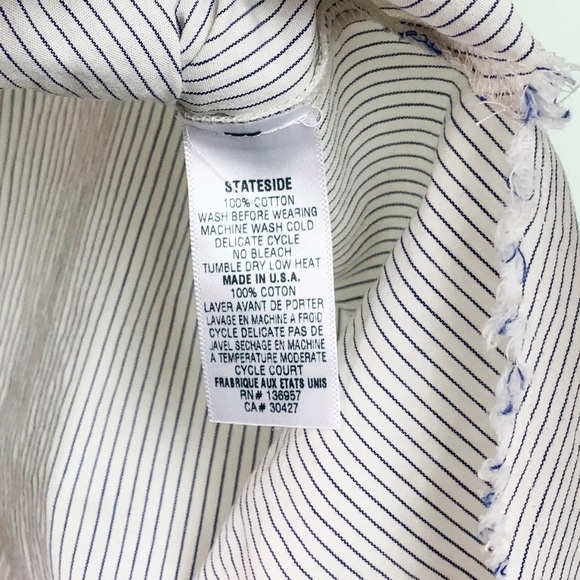 STATESIDE
100% COTTON
WASH BEFORE WEARING
MACHINE WASH COLD
DELICATE CYCLE
NO BLEACH
TUMBLE DRY LOW HEAT
MADE IN U.S.A.
100% COTON
LAVER AVANT DE PORTER
LAVAGE EN MACHINE A FROID
CYCLE DELICATE PAS DE
JAVEL SECHAGE EN MACHINE
A TEMPERATURE MODERATE
CYCLE COURT
FRABRIQUE AUX ETATS UNIS
RN# 136957
CA# 30427